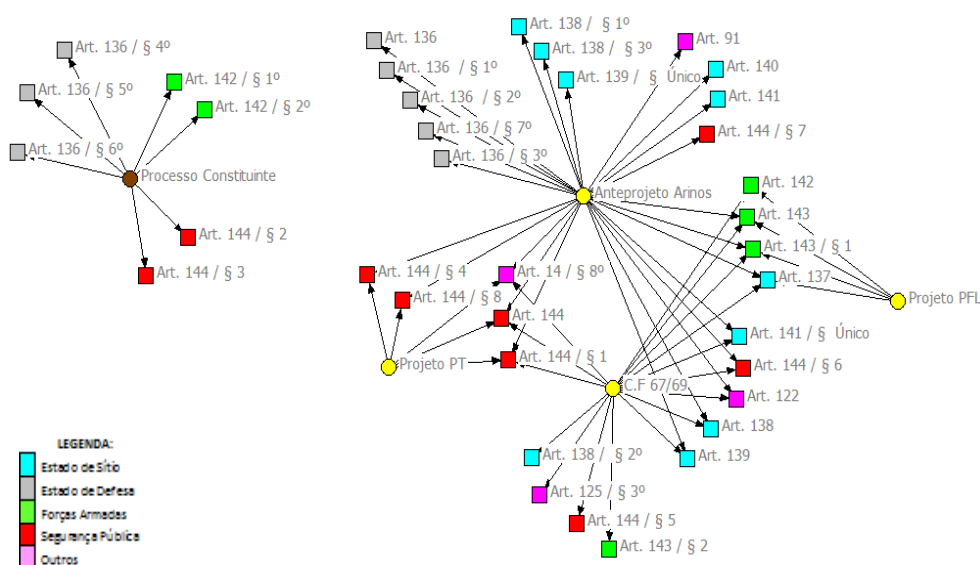 Art. 136 / § 4º
Art. 136 / § 5º
Art. 136 / § 6º
Art. 142 / § 1º
Art. 142 / § 2º
Processo Constituinte
Art. 144 / § 2
Art. 144 / § 3
Art. 136
Art. 136 / § 1º
Art. 136 / § 2º
Art. 136 / § 7º
Art. 136 / § 3º
Art. 138 / § 1º
Art. 138 / § 3º
Art. 139 / § Único
Art. 91
Art. 140
Art. 141
Art. 144 / § 7
Anteprojeto Arinos
Art. 142
Art. 143
Art. 143 / § 1
Art. 137
Projeto PFL
Art. 144 / § 4
Art. 144 / § 8
Art. 14 / § 8º
Art. 144
Art. 144 / § 1
Projeto PT
C.F 67/69
Art. 141 / § Único
Art. 144 / § 6
Art. 122
Art. 138
Art. 139
Art. 138 / § 2º
Art. 125 / § 3º
Art. 144 / § 5
Art. 143 / § 2
LEGENDA:
Estado de Sítio
Estado de Defesa
Forças Armadas
Segurança Pública
Outros